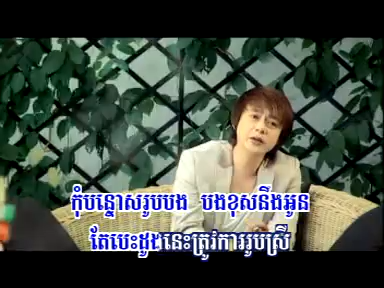 កុំបន្ទោសរូបបង បងខុសនឹងអូន
តែបេះដូងនេះត្រូវការរូបស្រី